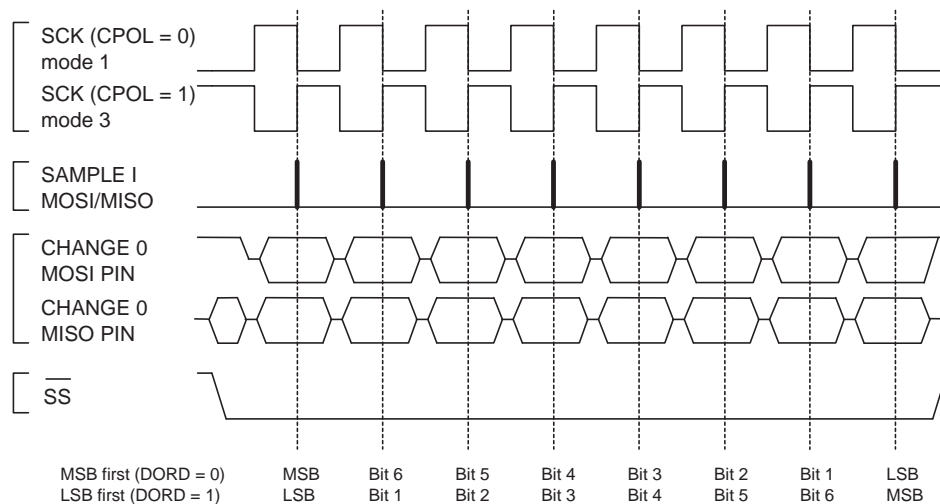 SCK (CPOL = 0)
mode 1
SCK (CPOL = 1)
mode 3
SAMPLE I
MOSI/MISO
CHANGE 0
MOSI PIN
CHANGE 0
MISO PIN
SS
MSB first (DORD = 0) MSB Bit 6 Bit 5 Bit 4 Bit 3 Bit 2 Bit 1 LSB
LSB first (DORD = 1) LSB Bit 1 Bit 2 Bit 3 Bit 4 Bit 5 Bit 6 MSB